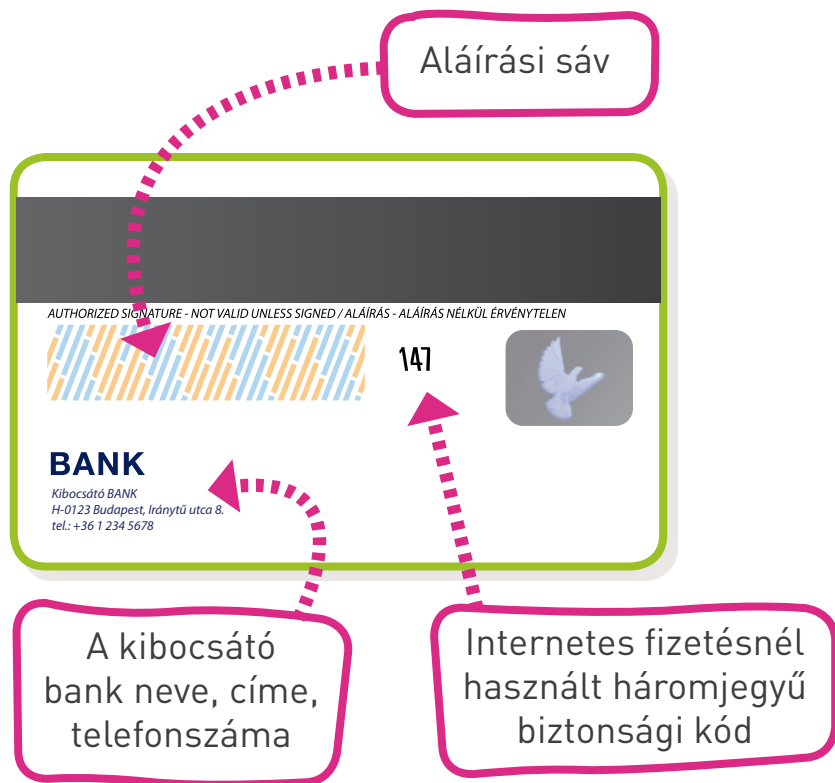 Aláírási sáv
AUTHORIZED SIGNATURE - NOT VALID UNLESS SIGNED / ALÁÍRÁS - ALÁÍRÁS NÉLKÜL ÉRVÉNYTELEN
147
BANK
Kibocsátó BANK
H-0123 Budapest, Iránytű utca 8.
tel.: +36 1 234 5678
A kibocsátó
bank neve, címe,
telefonszáma
Internetes fizetésnél
használt háromjegyű
biztonsági kód